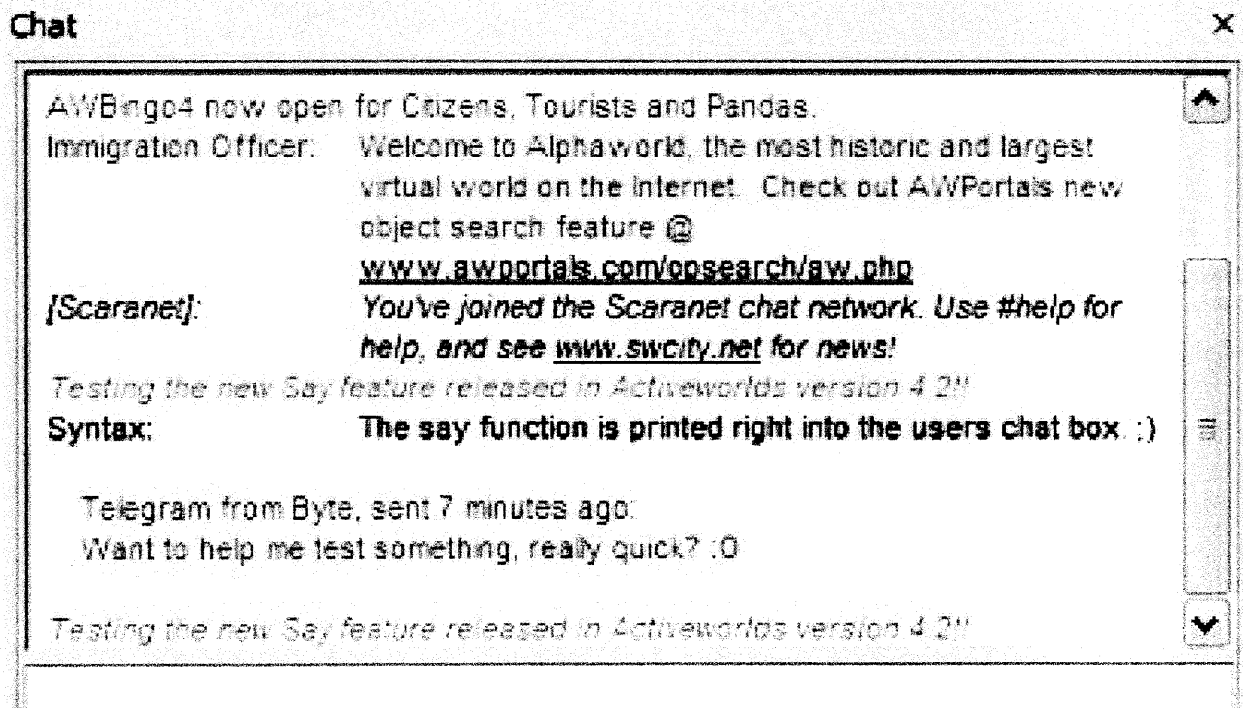 Chat
AWBingo4 now open for Citizens, Tourists and Pandas.
Immigration Officer: Welcome to Alphaworld, the most historic and largest
virtual world on the Internet. Check out AWPortals new
object search feature @
www.awportals.com/opsearch/aw.php
[Scaranet]: You've joined the Scaranet chat network. Use #help for
help, and see www.swcity.net for news!
Testing the new Say feature released in Activeworlds version 4.2!!
Syntax: The say function is printed right into the users chat box. :)
Telegram from Byte, sent 7 minutes ago:
Want to help me test something, really quick? :O
Testing the new Say feature released in Activeworlds version 4.2!!